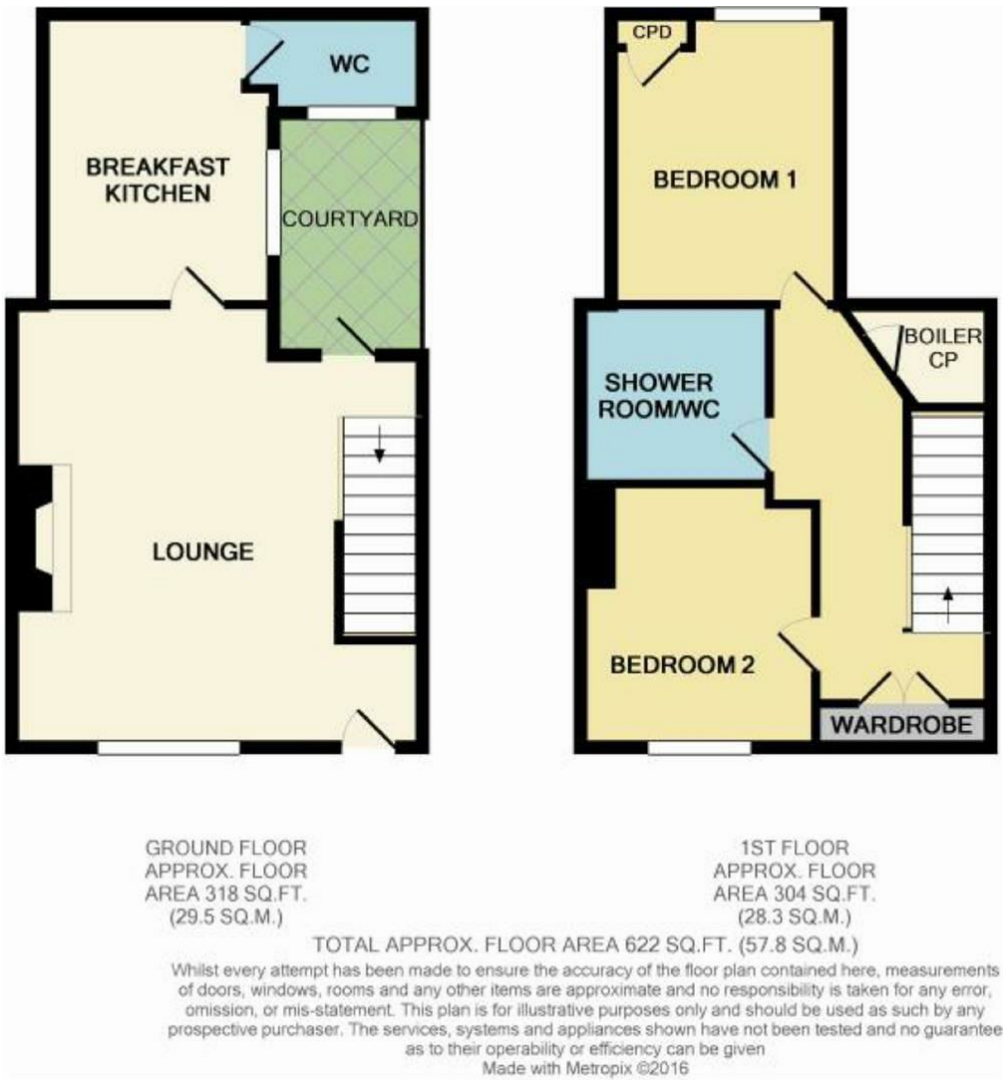 WC
BREAKFAST
KITCHEN
COURTYARD
LOUNGE
CPD
BEDROOM 1
BOILER
CP
SHOWER
ROOM/WC
BEDROOM 2
WARDROBE
GROUND FLOOR
APPROX. FLOOR
AREA 318 SQ.FT.
(29.5 SQ.M.)
1ST FLOOR
APPROX. FLOOR
AREA 304 SQ.FT.
(28.3 SQ.M.)
TOTAL APPROX. FLOOR AREA 622 SQ.FT. (57.8 SQ.M.)
Whilst every attempt has been made to ensure the accuracy of the floor plan contained here, measurements
of doors, windows, rooms and any other items are approximate and no responsibility is taken for any error,
omission, or mis-statement. This plan is for illustrative purposes only and should be used as such by any
prospective purchaser. The services, systems and appliances shown have not been tested and no guarantee
as to their operability or efficiency can be given
Made with Metropix ©2016